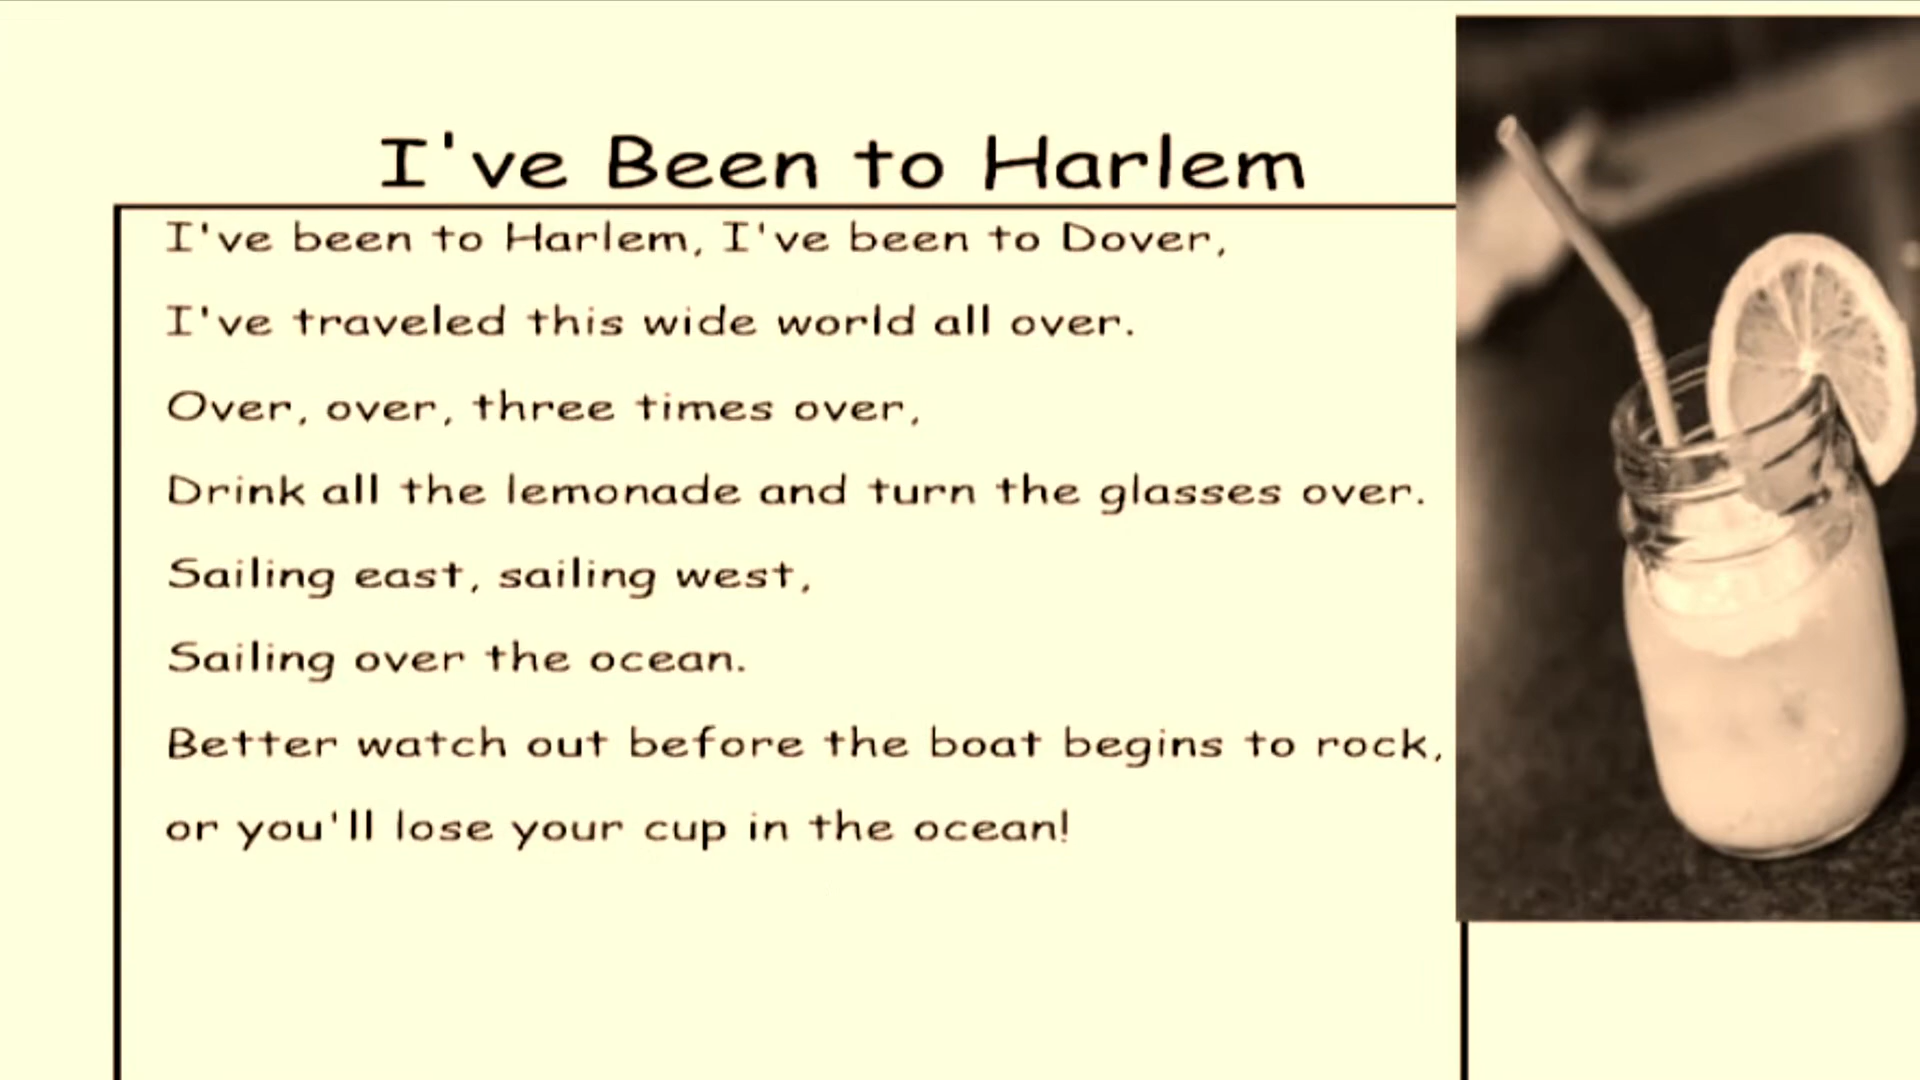 I've Been to Harlem
I've been to Harlem, I've been to Dover,
I've traveled this wide world all over.
Over, over, three times over,
Drink all the lemonade and turn the glasses over.
Sailing east, sailing west,
Sailing over the ocean.
Better watch out before the boat begins to rock,
or you'll lose your cup in the ocean!